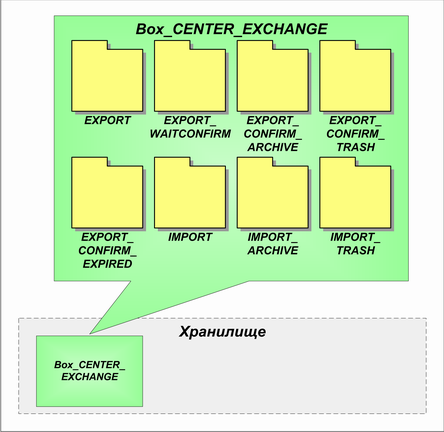 Box_CENTER_EXCHANGE
EXPORT
EXPORT_
WAITCONFIRM
EXPORT_
CONFIRM_
ARCHIVE
EXPORT_
CONFIRM_
TRASH
EXPORT_
CONFIRM_
EXPIRED
IMPORT
IMPORT_
ARCHIVE
IMPORT_
TRASH
Хранилище
Box_CENTER_
EXCHANGE